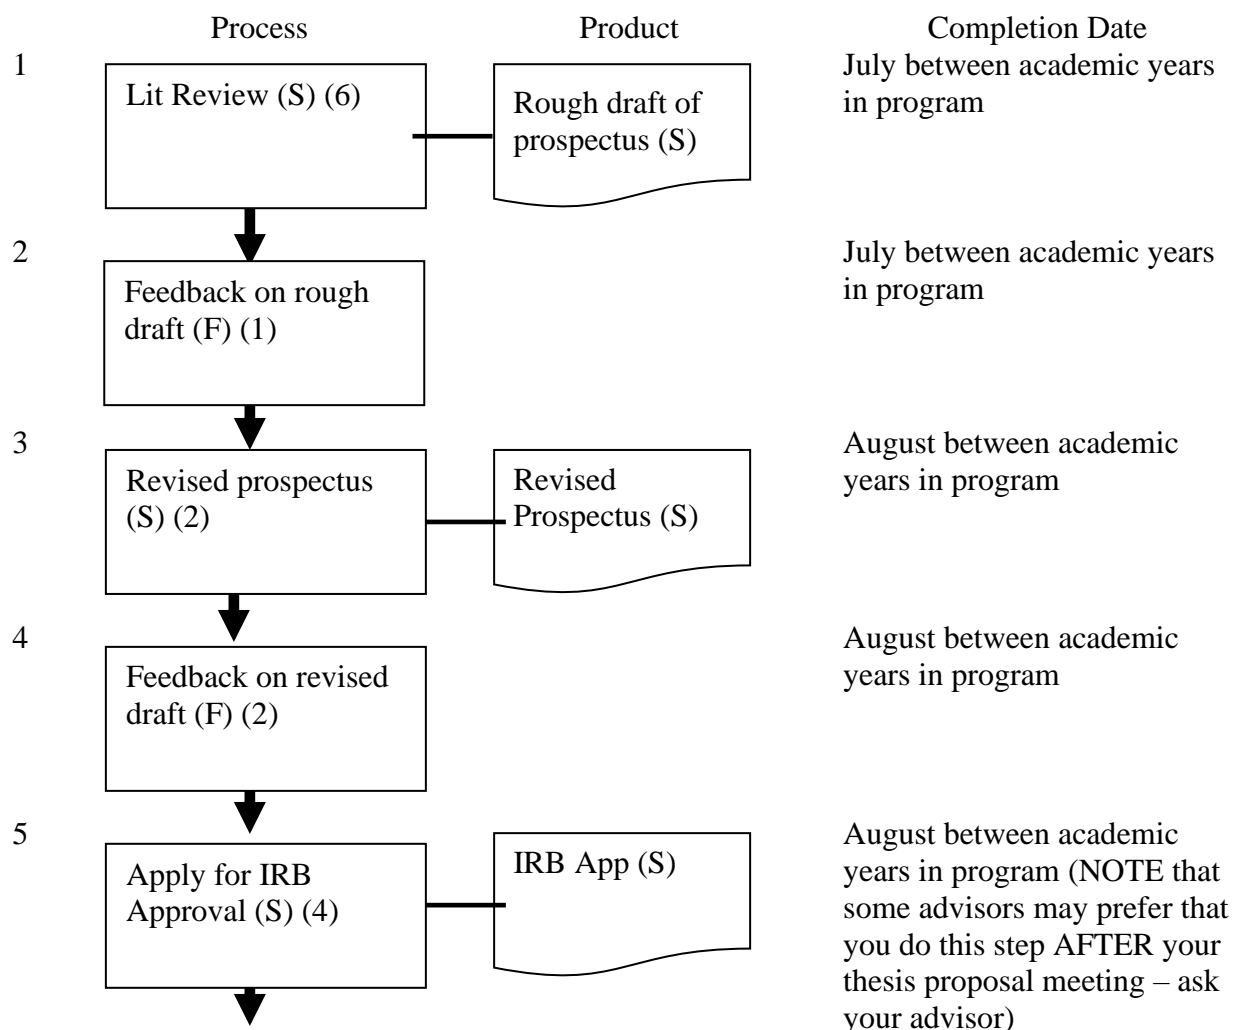 Process Product Completion Date
1
Lit Review (S) (6)
Rough draft of
prospectus (S)
July between academic years
in program
2
Feedback on rough
draft (F) (1)
July between academic years
in program
3
Revised prospectus
(S) (2)
Revised
Prospectus (S)
August between academic
years in program
4
Feedback on revised
draft (F) (2)
August between academic
years in program
5
Apply for IRB
Approval (S) (4)
IRB App (S)
August between academic
years in program (NOTE that
some advisors may prefer that
you do this step AFTER your
thesis proposal meeting – ask
your advisor)